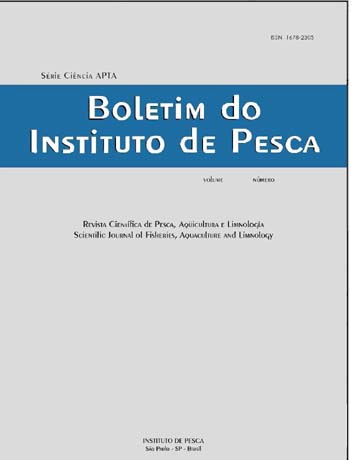 ISSN 1678-2305
Série Ciência APTA
Boletim do
Instituto de Pesca
volume número
Revista Científica de Pesca, Aquicultura e Limnologia
Scientific Journal of Fisheries, Aquaculture and Limnology
INSTITUTO DE PESCA
São Paulo - SP - Brasil